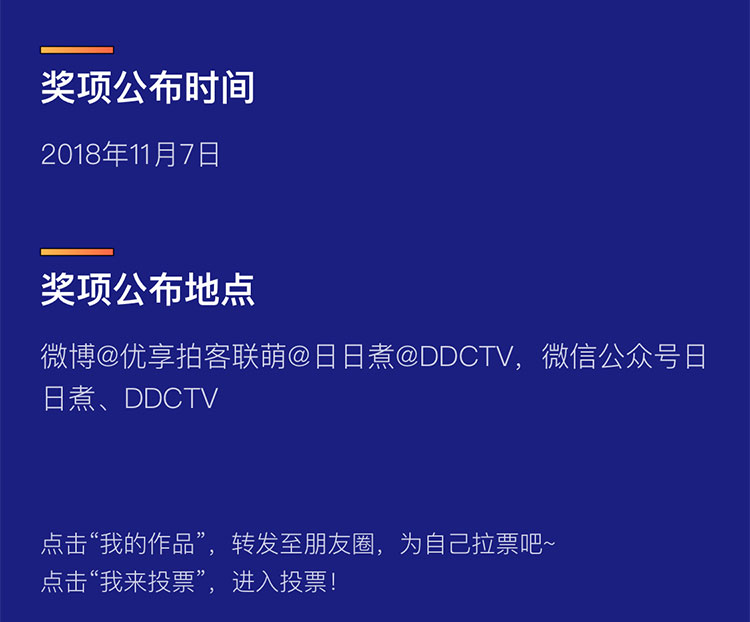 奖项公布时间
2018年11月7日
奖项公布地点
微博@优享拍客联萌@日日煮@DDCTV，微信公众号日
日煮、DDCTV
点击“我的作品”，转发至朋友圈，为自己拉票吧~
点击“我来投票”，进入投票！